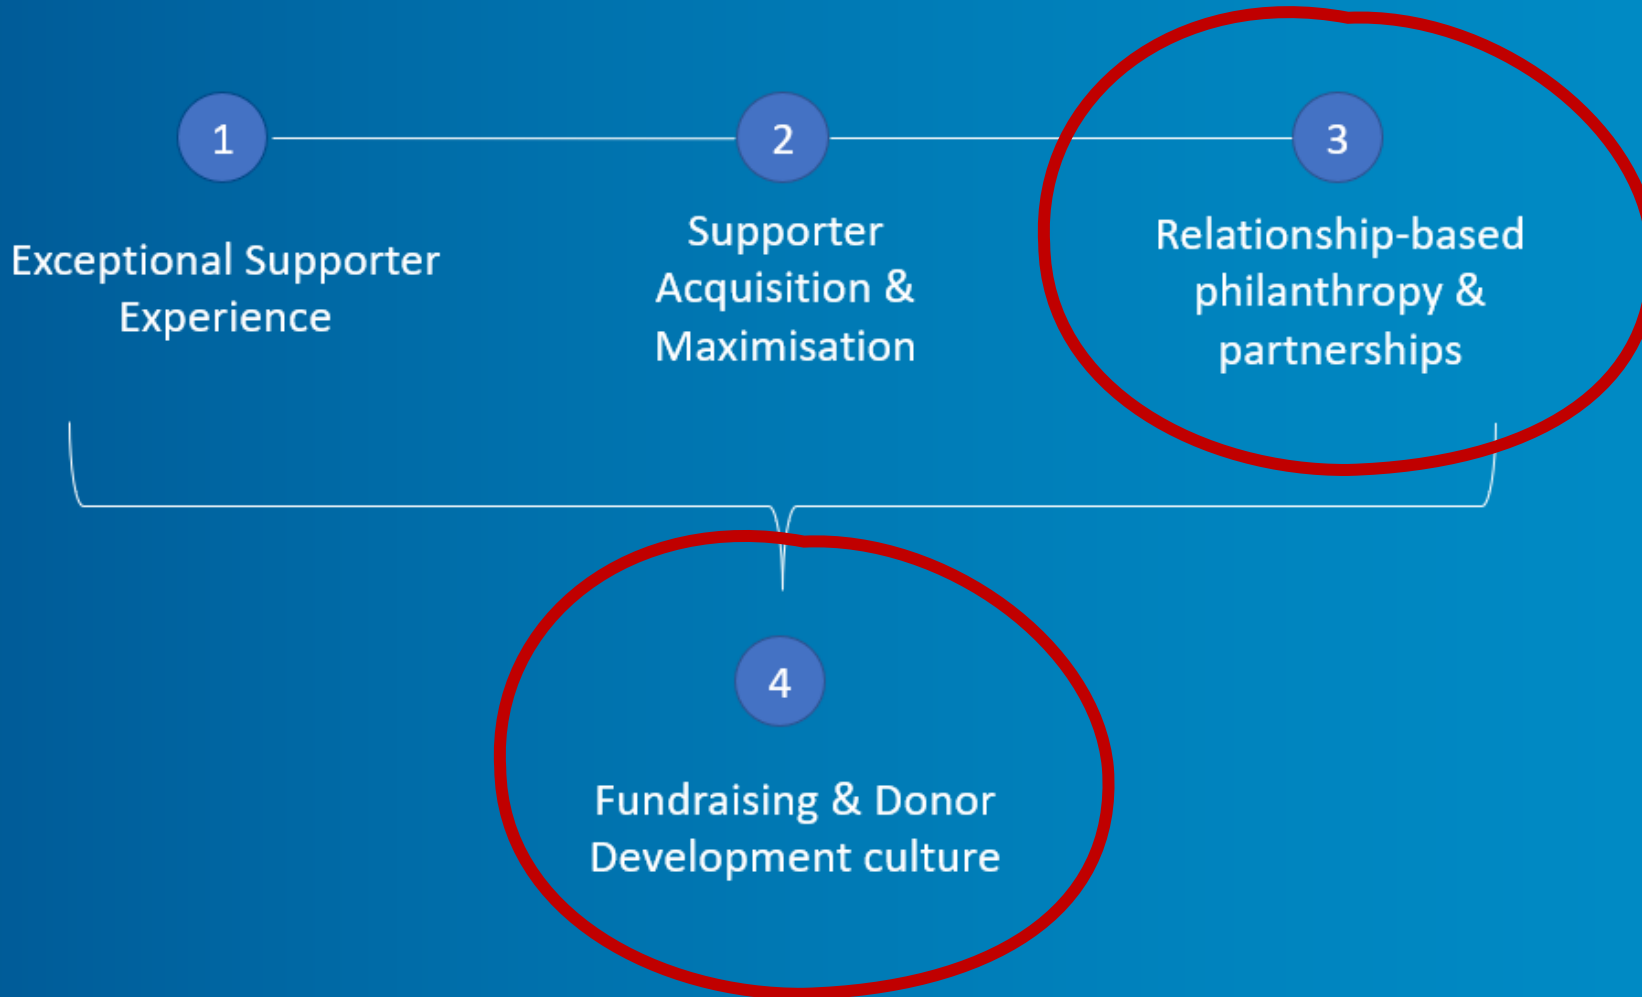 1
Exceptional Supporter
Experience
2
Supporter
Acquisition &
Maximisation
3
Relationship-based
philanthropy &
partnerships
4
Fundraising & Donor
Development culture